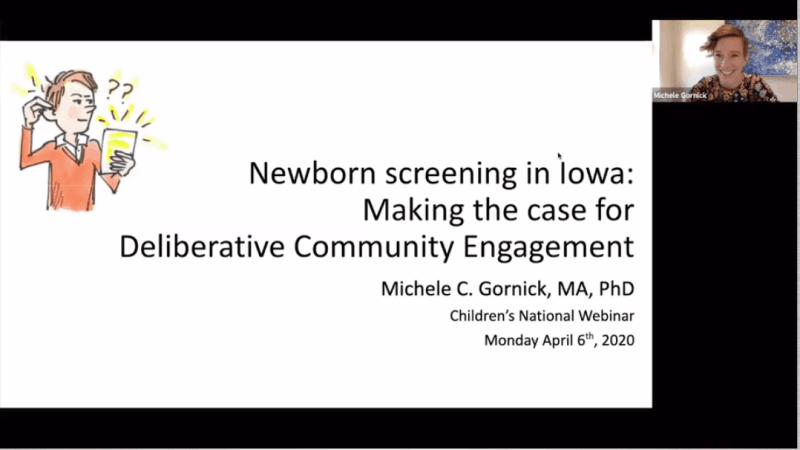 ??
Michele Gornick
Newborn screening in Iowa:
Making the case for
Deliberative Community Engagement
Michele C. Gornick, MA, PhD
Children's National Webinar
Monday April 6th, 2020